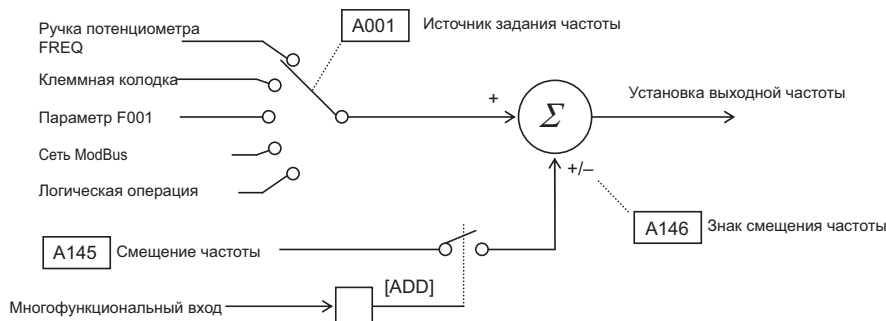 Ручка потенциометра
FREQ
A001
Источник задания частоты
Клеммная колодка
Параметр F001
+
Σ
Установка выходной частоты
Сеть ModBus
Логическая операция
+/–
A146
Знак смещения частоты
A145
Смещение частоты
[ADD]
Многофункциональный вход